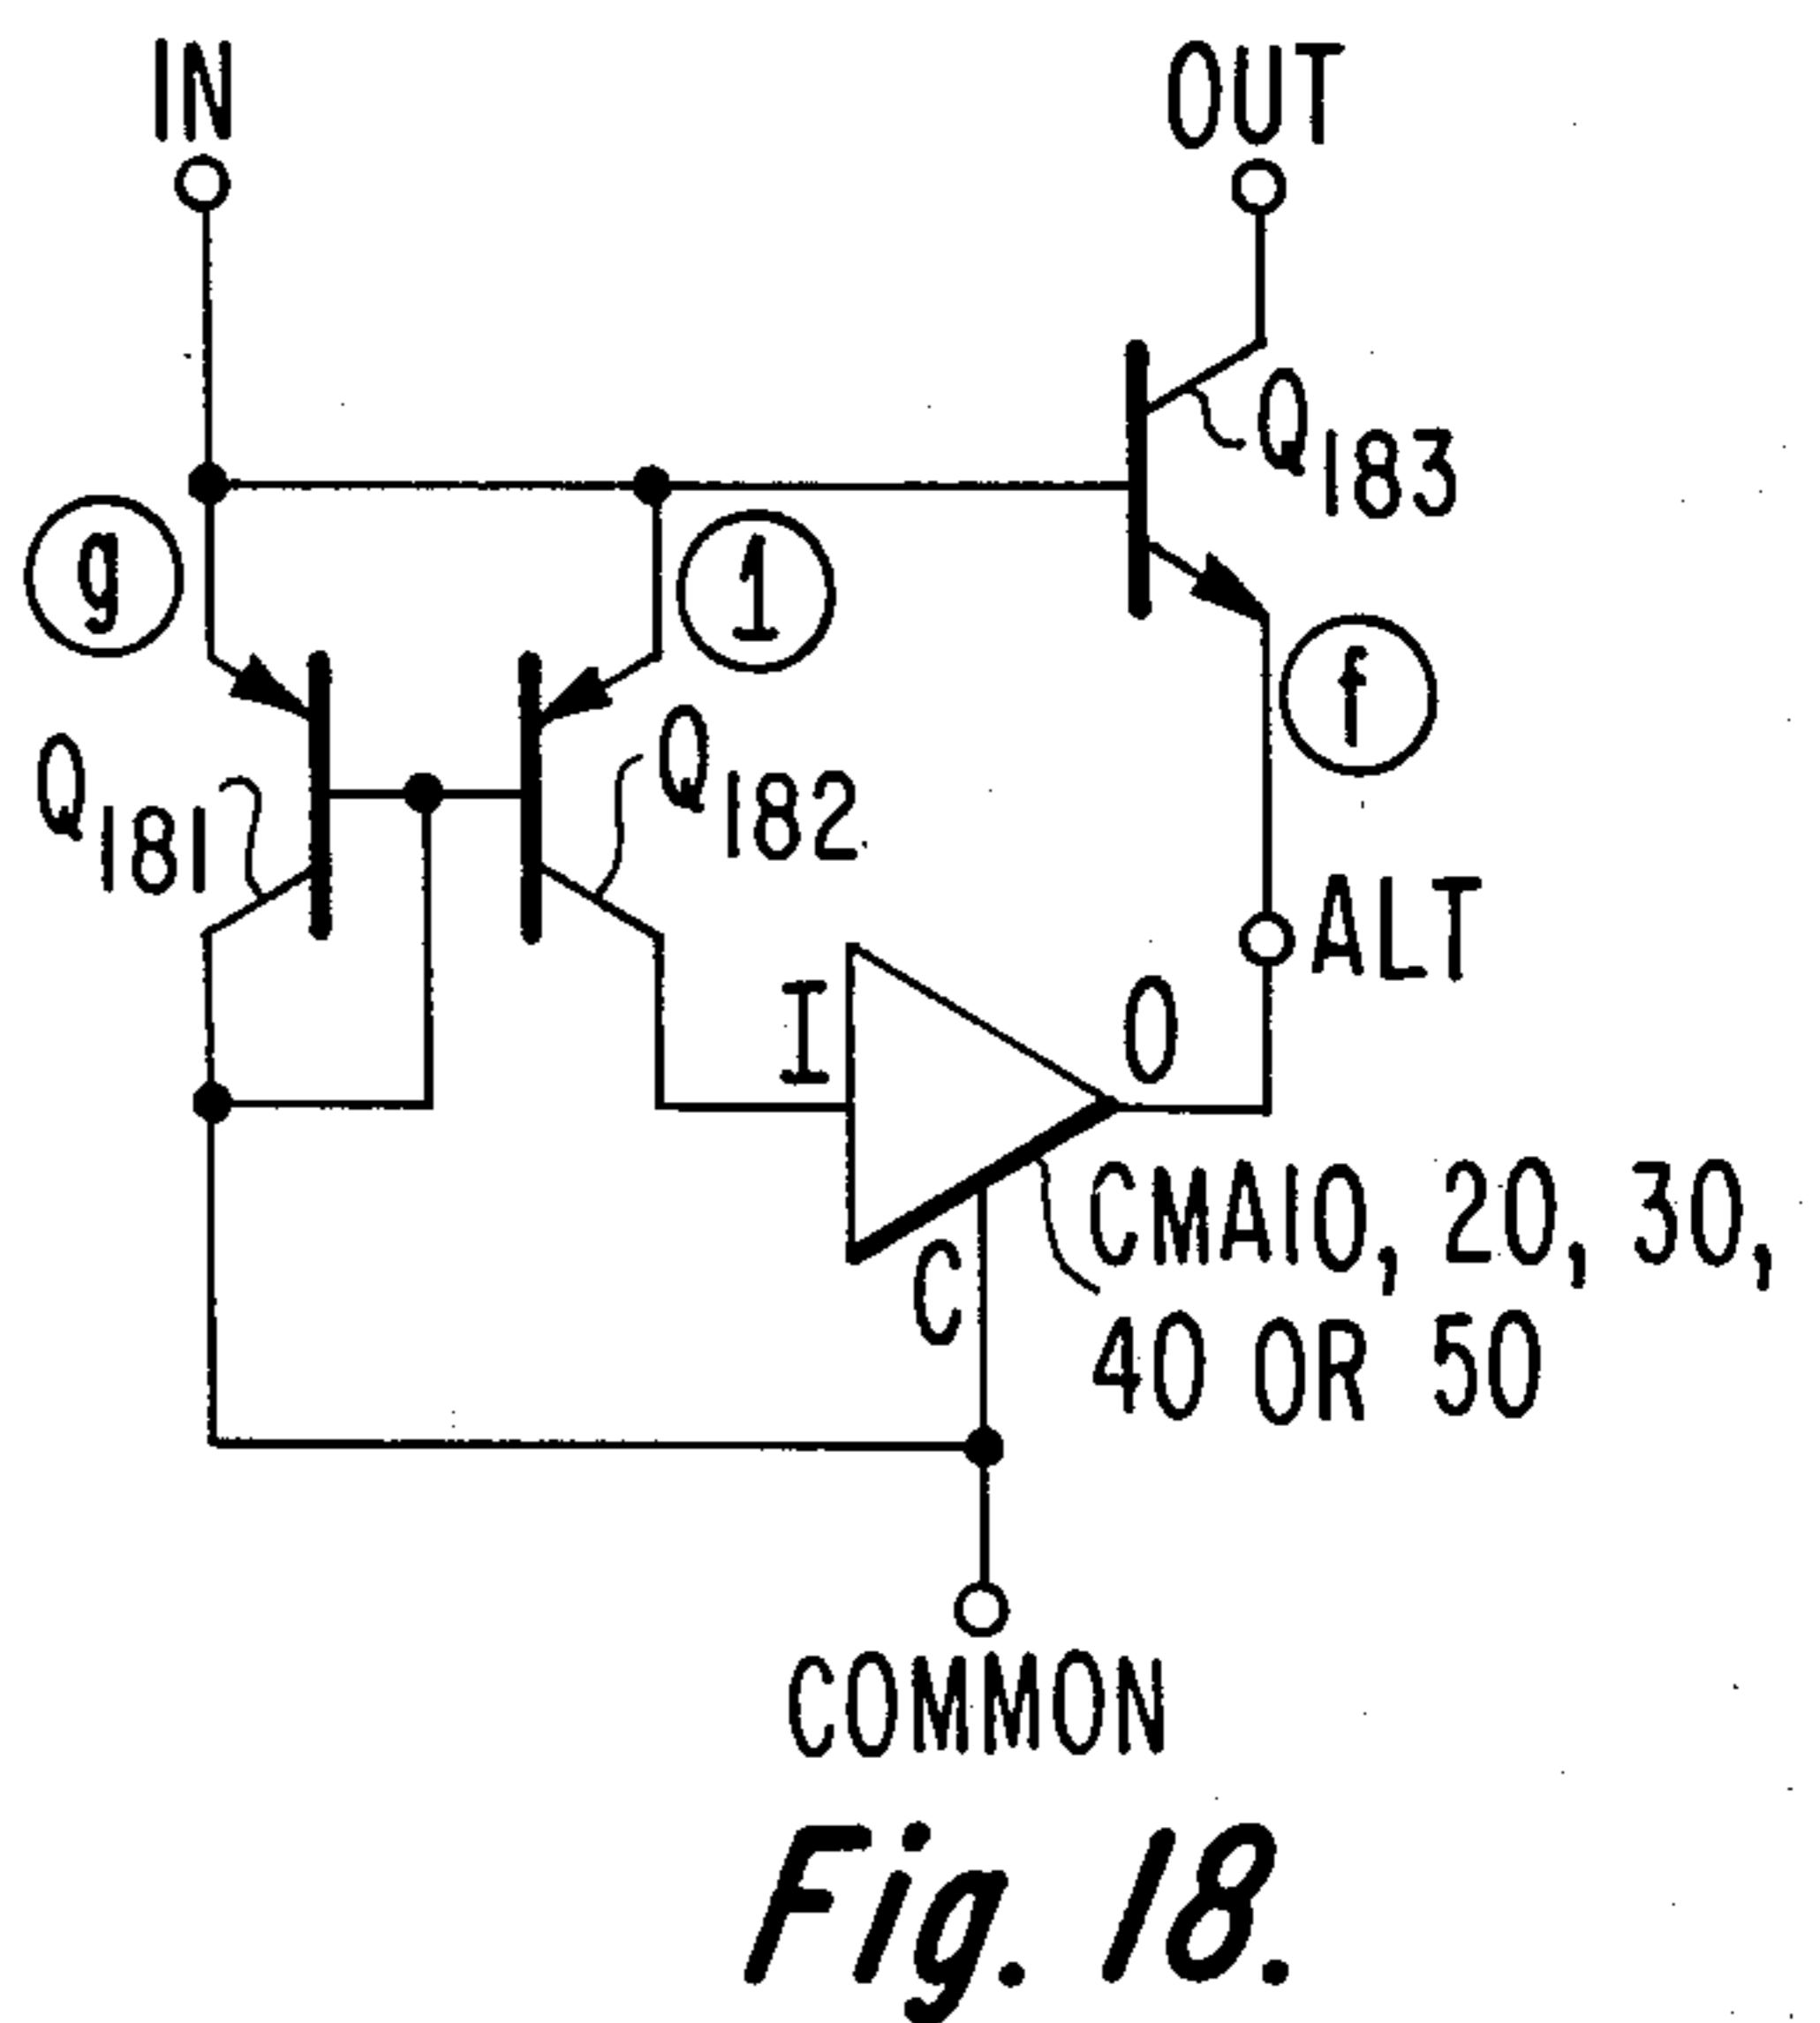 IN
OUT
Q183
g
1
f
Q181
Q182
ALT
I
O
CMA10, 20, 30,
40 OR 50
C
COMMON
Fig. 18.